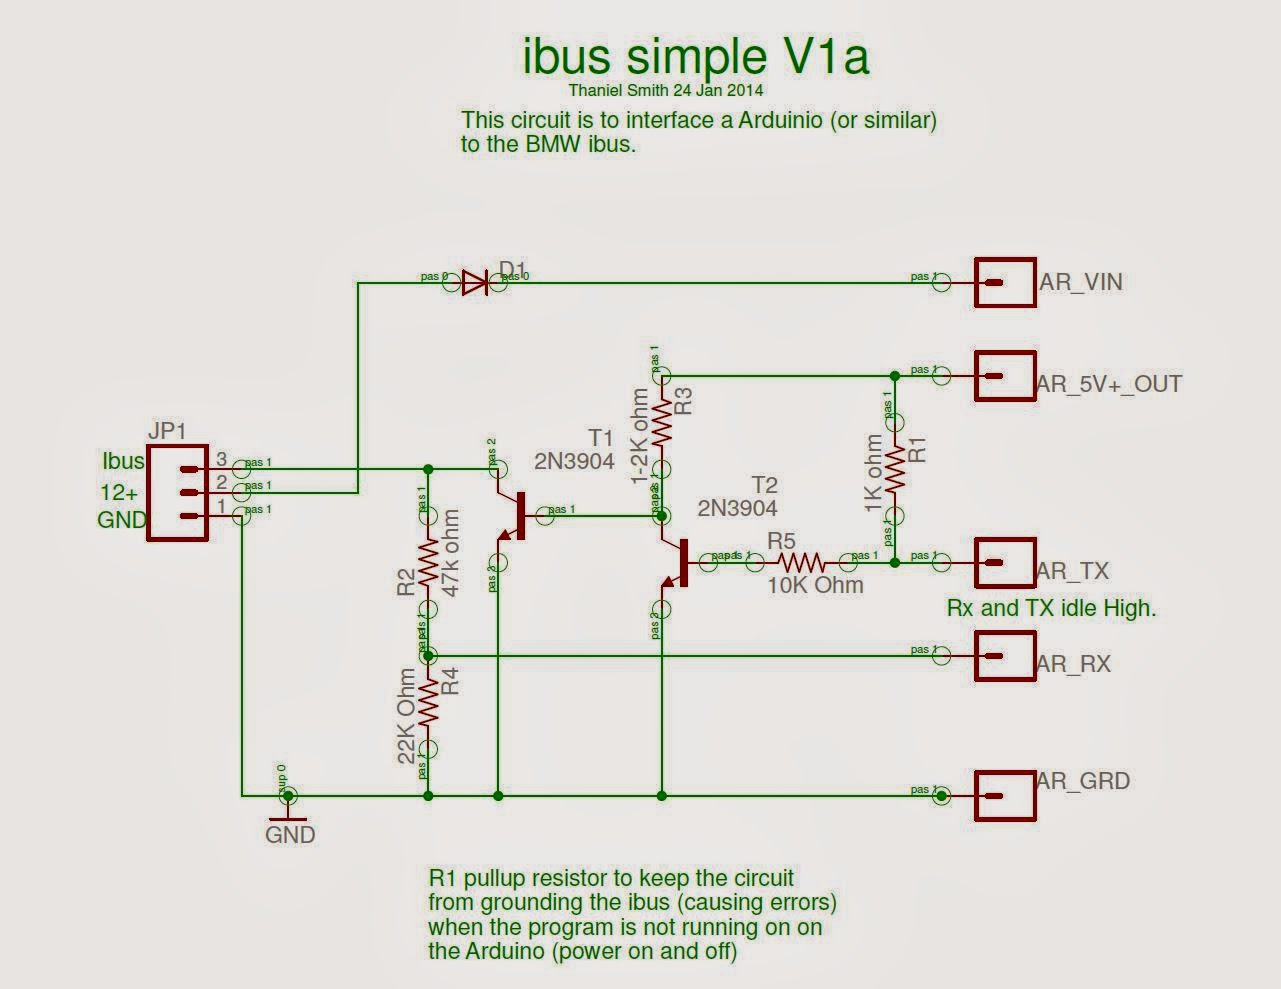 ibus simple V1a
Thaniel Smith 24 Jan 2014
This circuit is to interface a Arduinio (or similar)
to the BMW ibus.
pas 0
D1
pas 0
pas 1
AR_VIN
pas 1
pas 1
AR_5V+_OUT
R3
1-2K ohm
pas 1
R1
1K ohm
pas 1
JP1
Ibus
3
pas 1
12+
2
pas 1
GND
1
pas 1
pas 2
T1
2N3904
pas 1
T2
2N3904
pas 1
R5
10K Ohm
pas 1
pas 1
AR_TX
Rx and TX idle High.
pas 1
R2
47k ohm
pas 3
pas 3
pas 1
AR_RX
R4
22K Ohm
pas 1
sup 0
GND
pas 1
AR_GRD
R1 pullup resistor to keep the circuit
from grounding the ibus (causing errors)
when the program is not running on on
the Arduino (power on and off)